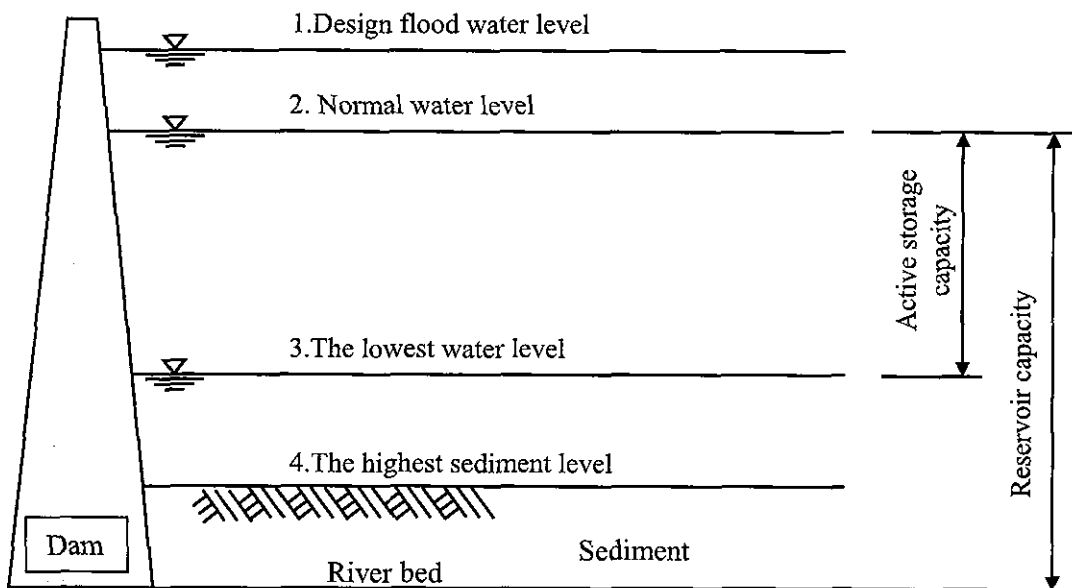 1.Design flood water level
2. Normal water level
Active storage
capacity
Reservoir capacity
3.The lowest water level
4.The highest sediment level
Dam
Sediment
River bed